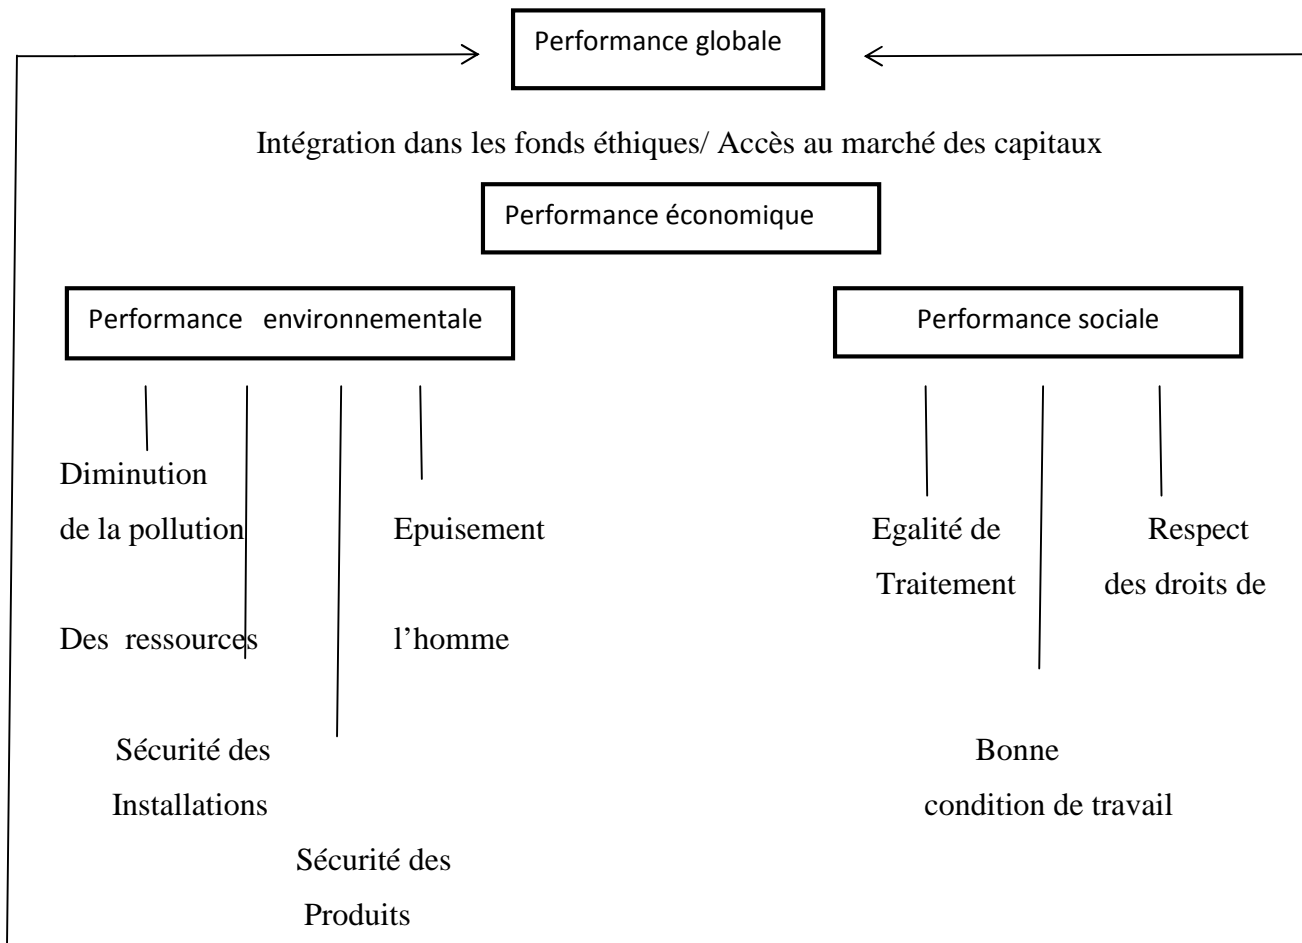 Performance globale
Intégration dans les fonds éthiques/ Accès au marché des capitaux
Performance économique
Performance environnementale
Performance sociale
Diminution
de la pollution Epuisement Egalité de Respect
Traitement des droits de
Des ressources l’homme
Sécurité des Bonne
Installations condition de travail
Sécurité des
Produits